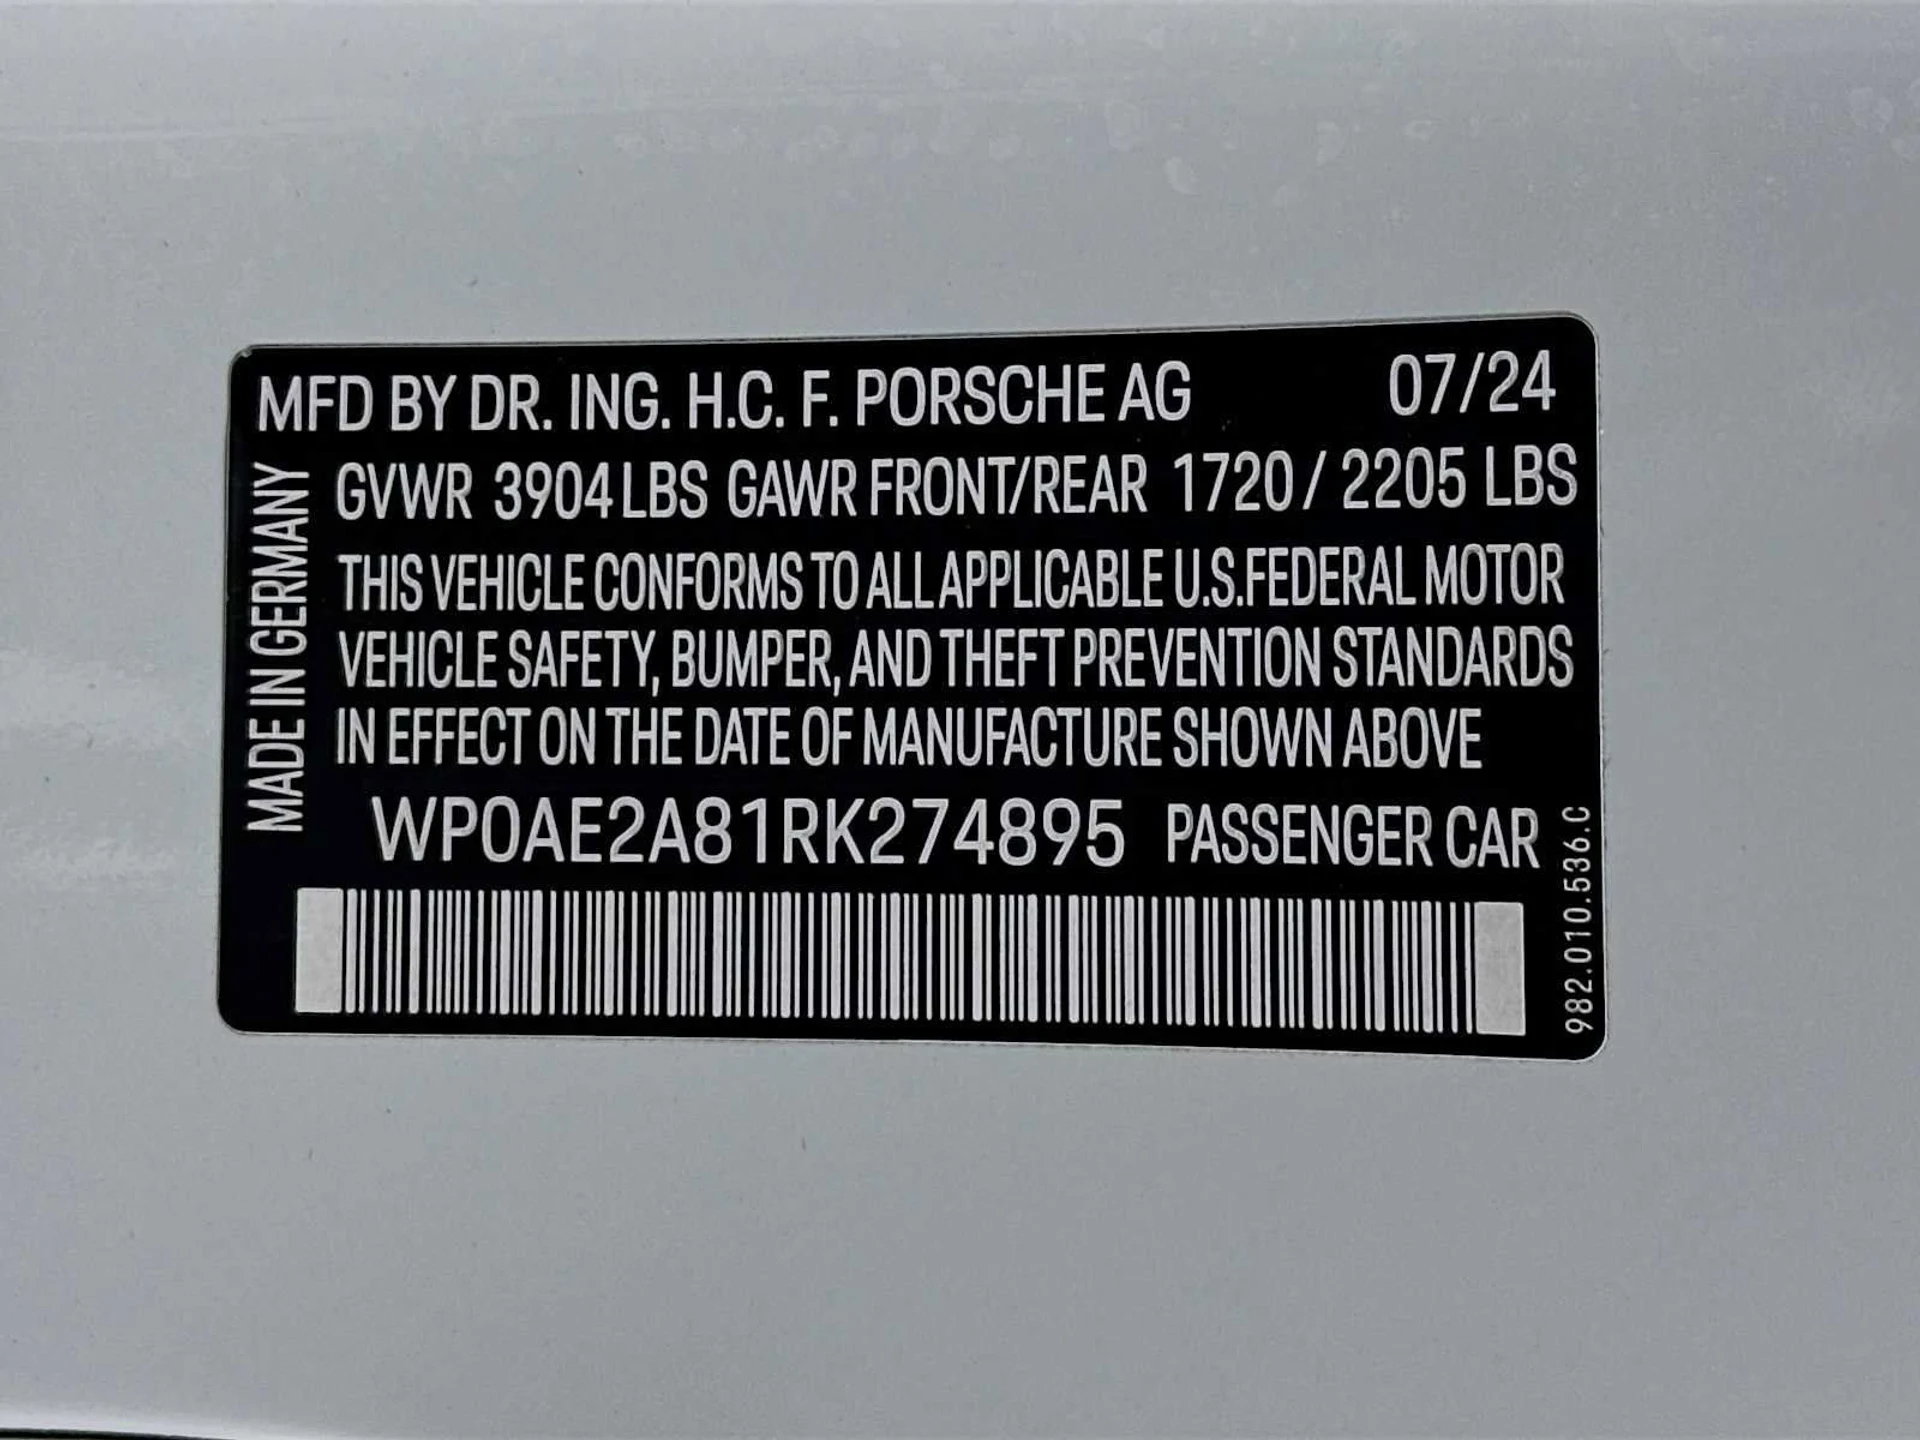 MFD BY DR. ING. H.C. F. PORSCHE AG 07/24
GVWR 3904 LBS GAWR FRONT/REAR 1720 / 2205 LBS
THIS VEHICLE CONFORMS TO ALL APPLICABLE U.S.FEDERAL MOTOR
VEHICLE SAFETY, BUMPER, AND THEFT PREVENTION STANDARDS
IN EFFECT ON THE DATE OF MANUFACTURE SHOWN ABOVE
WP0AE2A81RK274895 PASSENGER CAR
MADE IN GERMANY
982.010.536.C